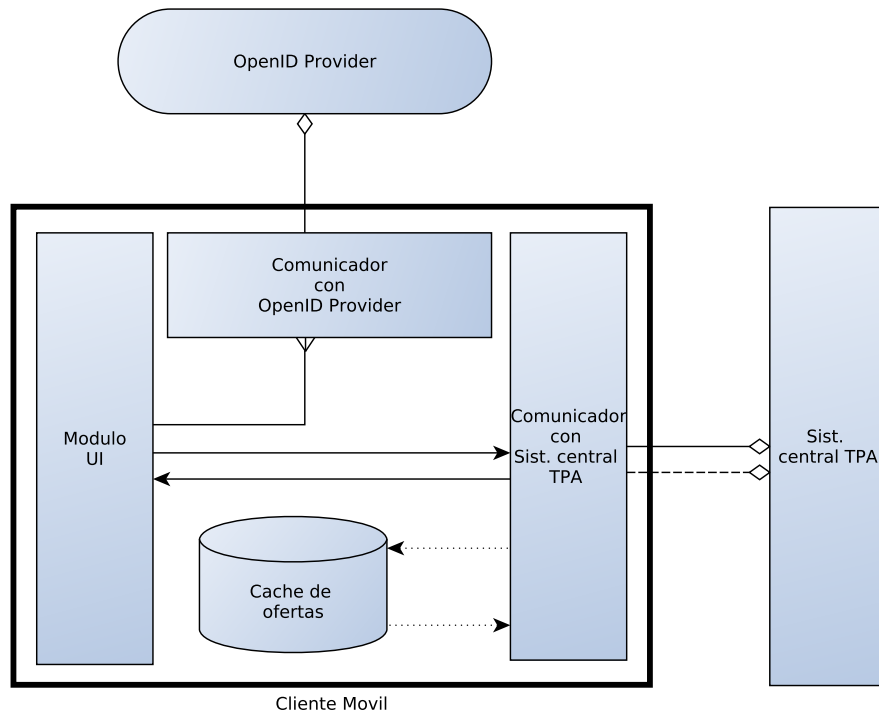 OpenID Provider
Comunicador
con
OpenID Provider
Modulo
UI
Comunicador
con
Sist. central
TPA
Sist.
central TPA
Cache de
ofertas
Cliente Movil